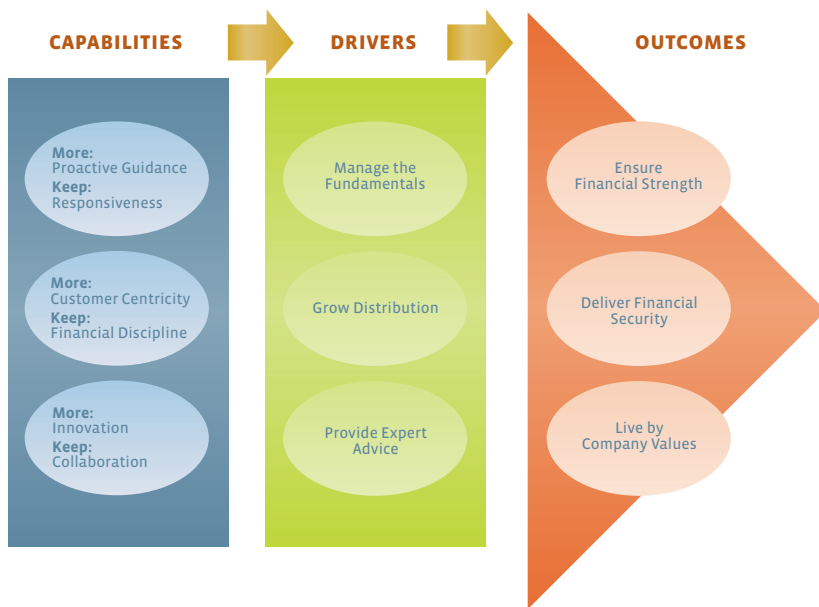 CAPABILITIES
DRIVERS
OUTCOMES
More:
Proactive Guidance
Keep:
Responsiveness
More:
Customer Centricity
Keep:
Financial Discipline
More:
Innovation
Keep:
Collaboration
Manage the
Fundamentals
Grow Distribution
Provide Expert
Advice
Ensure
Financial Strength
Deliver Financial
Security
Live by
Company Values